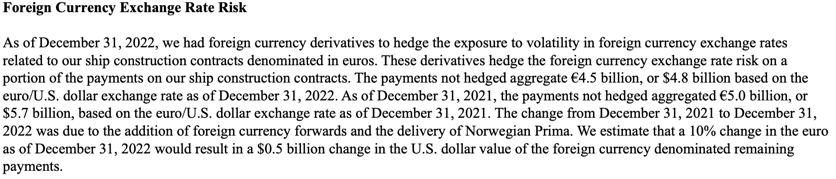 Foreign Currency Exchange Rate Risk
As of December 31, 2022, we had foreign currency derivatives to hedge the exposure to volatility in foreign currency exchange rates
related to our ship construction contracts denominated in euros. These derivatives hedge the foreign currency exchange rate risk on a
portion of the payments on our ship construction contracts. The payments not hedged aggregate €4.5 billion, or $4.8 billion based on the
euro/U.S. dollar exchange rate as of December 31, 2022. As of December 31, 2021, the payments not hedged aggregated €5.0 billion, or
$5.7 billion, based on the euro/U.S. dollar exchange rate as of December 31, 2021. The change from December 31, 2021 to December 31,
2022 was due to the addition of foreign currency forwards and the delivery of Norwegian Prima. We estimate that a 10% change in the euro
as of December 31, 2022 would result in a $0.5 billion change in the U.S. dollar value of the foreign currency denominated remaining
payments.